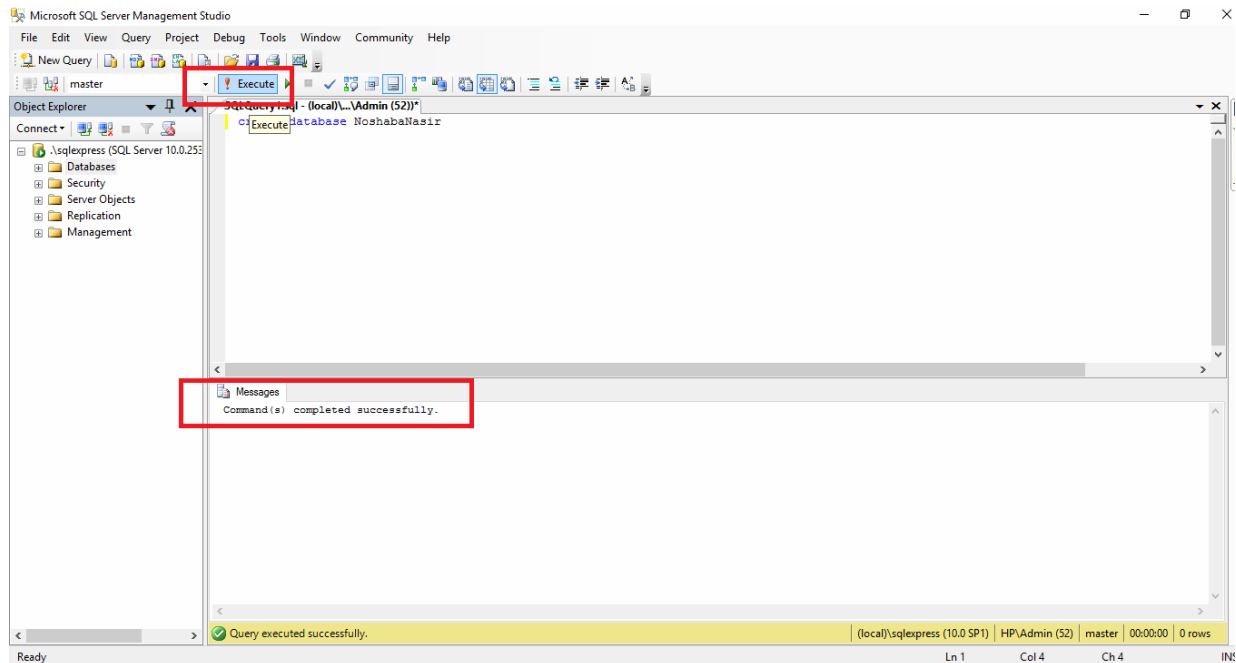 Microsoft SQL Server Management Studio
File Edit View Query Project Debug Tools Window Community Help
New Query
master Execute
Object Explorer
SQLQuery1.sql - (local)\...\Admin (52))*
Connect
Execute
database NoshabaNasir
.\sqlexpress (SQL Server 10.0.253
Databases
Security
Server Objects
Replication
Management
Messages
Command(s) completed successfully.
Query executed successfully. (local)\sqlexpress (10.0 SP1) HP\Admin (52) master 00:00:00 0 rows
Ready Ln 1 Col 4 Ch 4 INS